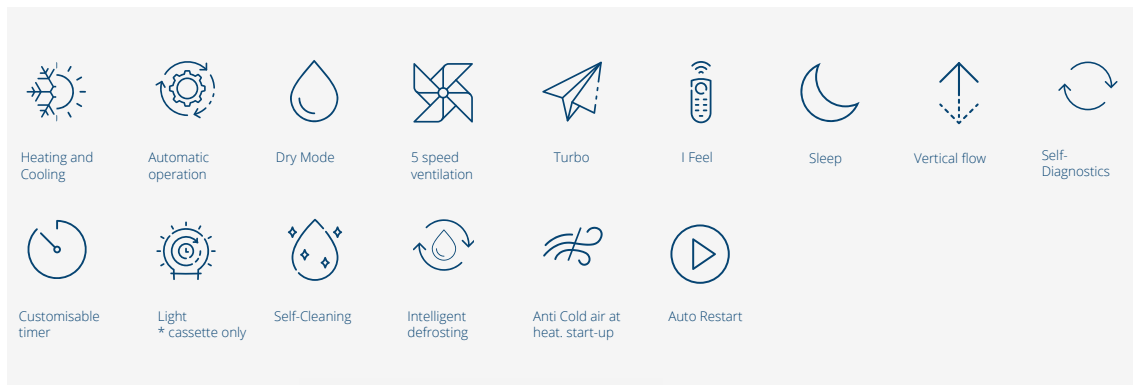 Heating and
Cooling
Automatic
operation
Dry Mode
5 speed
ventilation
Turbo
I Feel
Sleep
Vertical flow
Self-
Diagnostics
Customisable
timer
Light
* cassette only
Self-Cleaning
Intelligent
defrosting
Anti Cold air at
heat. start-up
Auto Restart